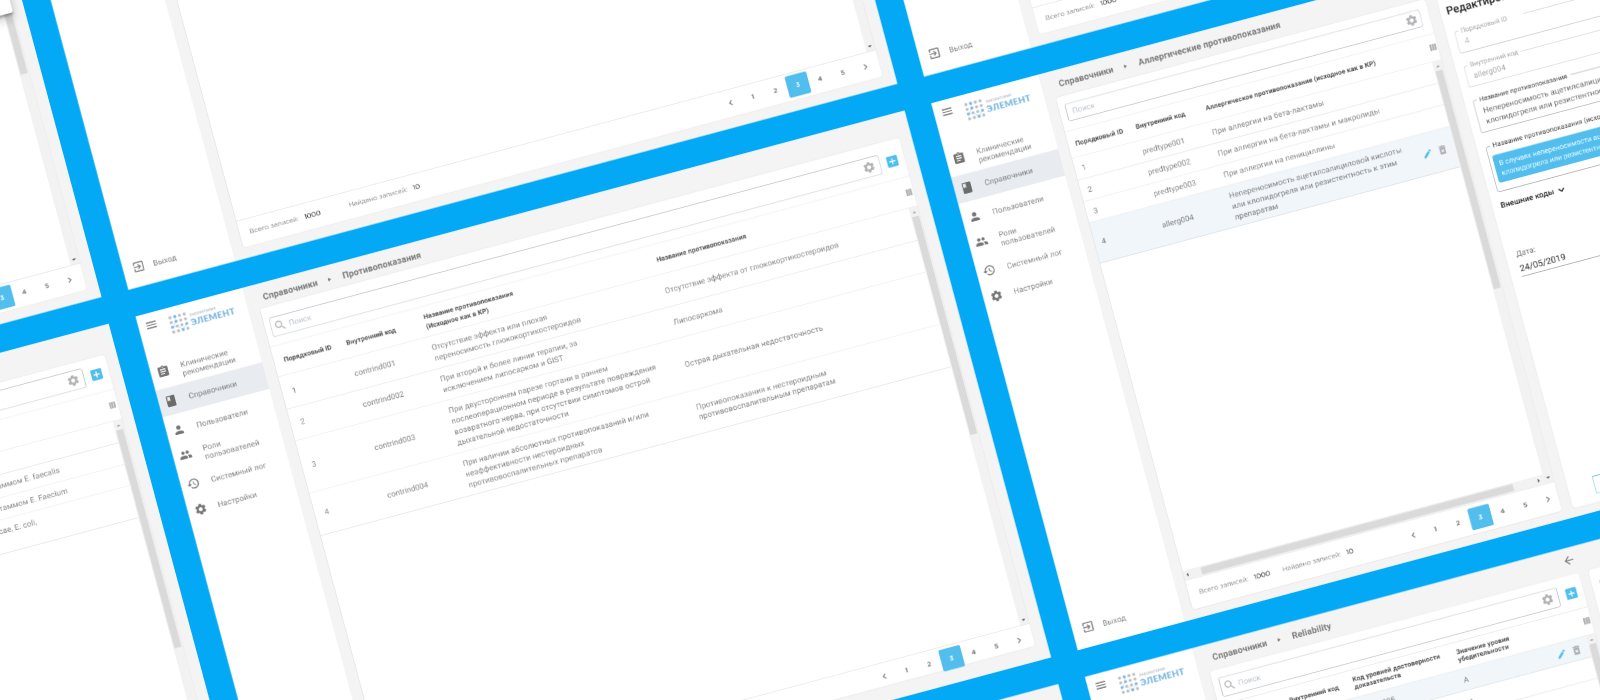 3
4
5
Всего записей: 1000
Найдено записей: 10
1
2
3
4
5
Выход
аммом E. faecalis
таммом E. Faecium
cae, E. coli,
ЭЛЕМЕНТ
Клинические
рекомендации
Справочники
Пользователи
Роли
пользователей
Системный лог
Настройки
Справочники • Противопоказания
Поиск
Порядковый ID
Внутренний код
Название противопоказания
(Исходное как в КР)
Название противопоказания
1
contrind001
Отсутствие эффекта или плохая
переносимость глюкокортикостероидов
Отсутствие эффекта от глюкокортикостероидов
2
contrind002
При второй и более линии терапии, за
исключением липосарком и GIST
Липосаркома
3
contrind003
При двустороннем парезе гортани в раннем
послеоперационном периоде в результате повреждения
возвратного нерва, при отсутствии симптомов острой
дыхательной недостаточности
Острая дыхательная недостаточность
4
contrind004
При наличии абсолютных противопоказаний и/или
неэффективности нестероидных
противовоспалительных препаратов
Противопоказания к нестероидным
противовоспалительным препаратам
1
2
3
4
5
Всего записей: 1000
Выход
ЭЛЕМЕНТ
Клинические
рекомендации
Справочники
Пользователи
Роли
пользователей
Системный лог
Настройки
Выход
Справочники • Аллергические противопоказания
Поиск
Порядковый ID
Внутренний код
Аллергическое противопоказание (исходное как в КР)
1
predtype001
При аллергии на бета-лактамы
2
predtype002
При аллергии на бета-лактамы и макролиды
3
predtype003
При аллергии на пенициллины
4
allerg004
Непереносимость ацетилсалициловой кислоты
или клопидогреля или резистентность к этим
препаратам
Всего записей: 1000
Найдено записей: 10
1
2
3
4
5
Редактиро
Порядковый ID
4
Внутренний код
allerg004
Название противопоказания
Непереносимость ацетилсалици
клопидогреля или резистентно
Название противопоказания (исхо
В случаи непереносимости ац
клопидогреля или резистентн
Внешние коды
Дата:
24/05/2019
ЭЛЕМЕНТ
Справочники • Reliability
Поиск
Внутренний код
Код уровней достоверности
доказательств
Значение уровня
убедительности
A